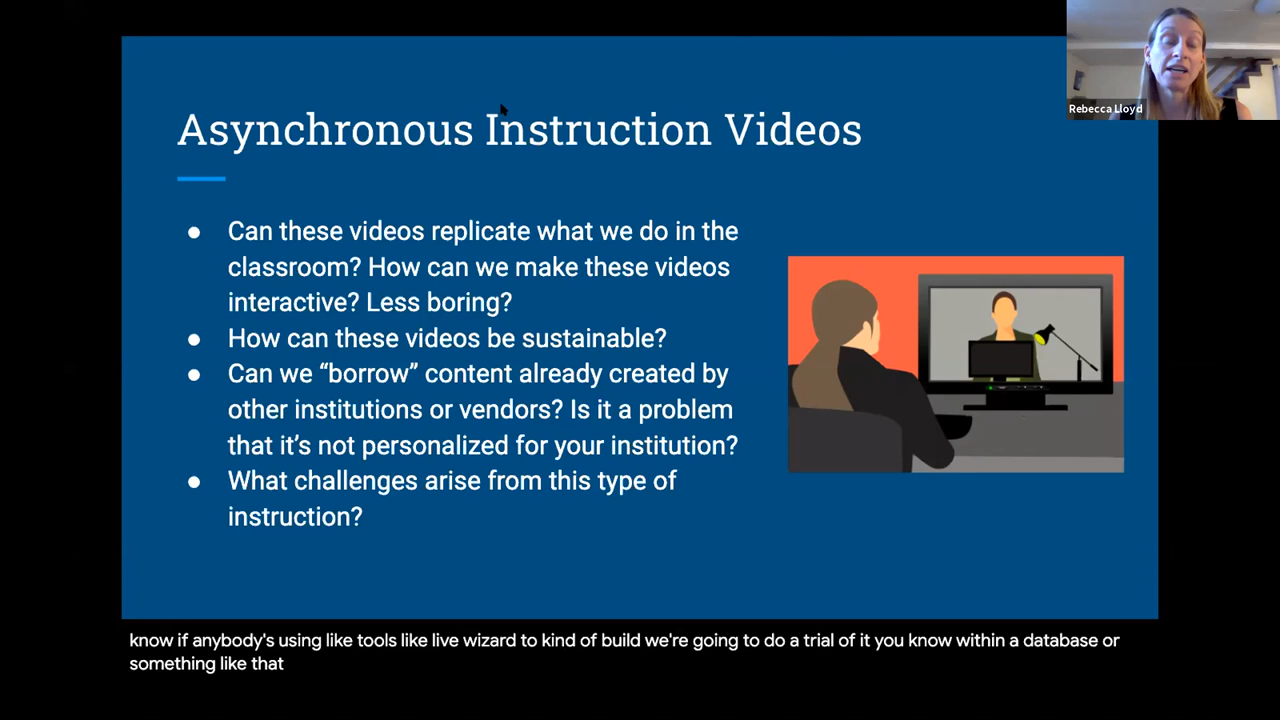 Rebecca Lloyd
Asynchronous Instruction Videos
● Can these videos replicate what we do in the
classroom? How can we make these videos
interactive? Less boring?
● How can these videos be sustainable?
● Can we “borrow” content already created by
other institutions or vendors? Is it a problem
that it’s not personalized for your institution?
● What challenges arise from this type of
instruction?
know if anybody's using like tools like live wizard to kind of build we're going to do a trial of it you know within a database or
something like that